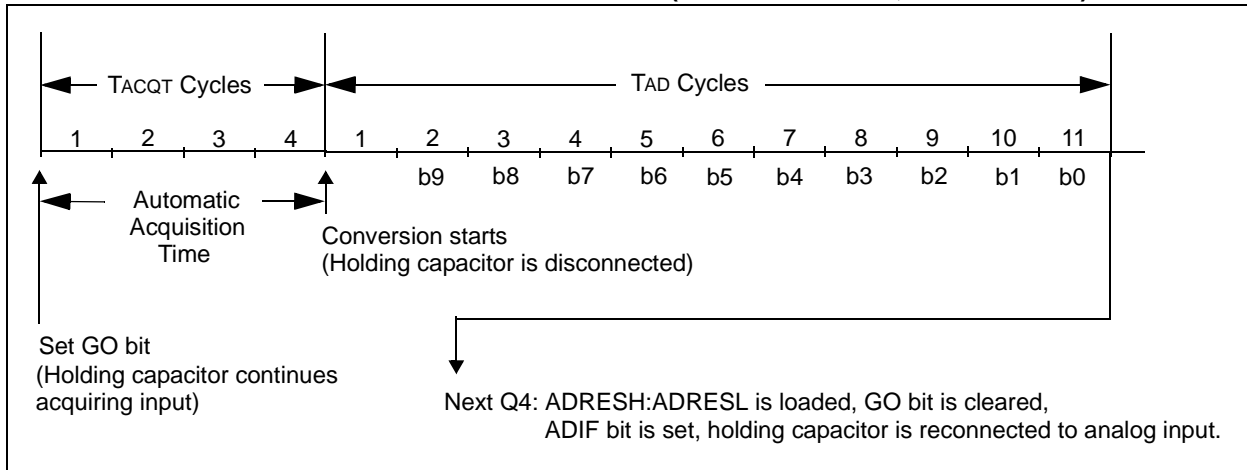 TACQT Cycles
TAD Cycles
1 2 3 4 1 2 3 4 5 6 7 8 9 10 11
b9 b8 b7 b6 b5 b4 b3 b2 b1 b0
Automatic
Acquisition
Time
Conversion starts
(Holding capacitor is disconnected)
Set GO bit
(Holding capacitor continues
acquiring input)
Next Q4: ADRESH:ADRESL is loaded, GO bit is cleared,
ADIF bit is set, holding capacitor is reconnected to analog input.